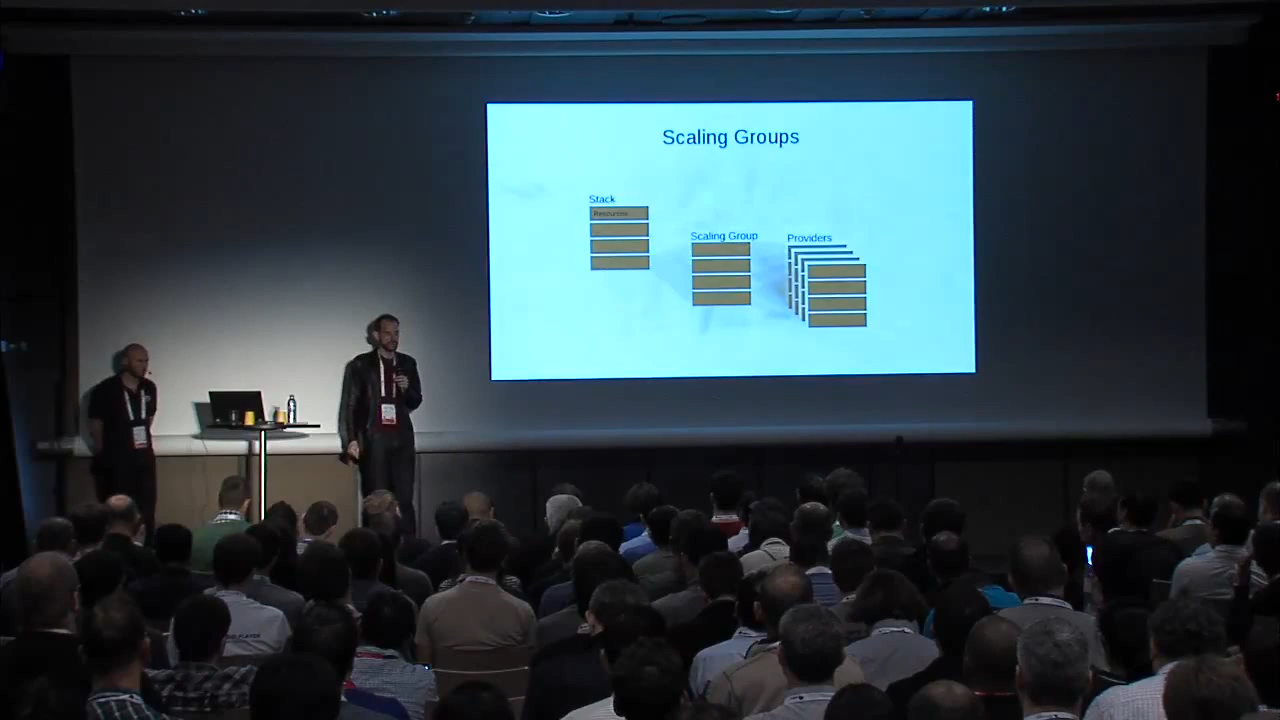 Scaling Groups
Stack
Resources
Scaling Group
Providers